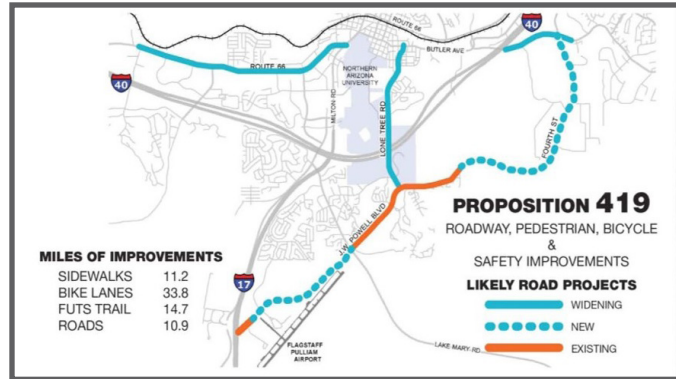 ROUTE 66
40
BUTLER AVE
ROUTE 66
NORTHERN
ARIZONA
UNIVERSITY
40
MILTON RD
LONE TREE RD
FOURTH ST
J.W. POWELL BLVD
PROPOSITION 419
ROADWAY, PEDESTRIAN, BICYCLE
&
SAFETY IMPROVEMENTS
MILES OF IMPROVEMENTS
SIDEWALKS 11.2
BIKE LANES 33.8
FUTS TRAIL 14.7
ROADS 10.9
17
LIKELY ROAD PROJECTS
WIDENING
NEW
EXISTING
FLAGSTAFF
PULLIAM
AIRPORT
LAKE-MARY-RD